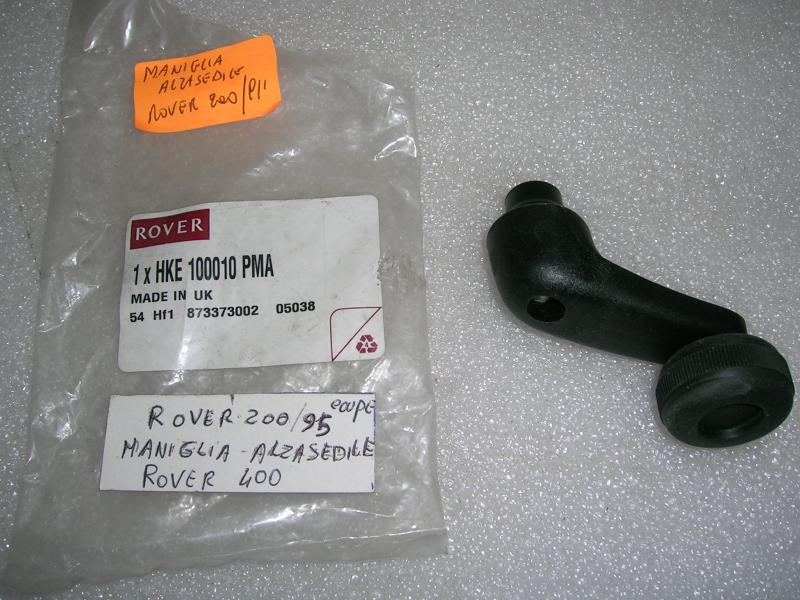 MANIGLIA
ALZASEDILE
ROVER 200/
ROVER
1 x HKE 100010 PMA
MADE IN UK
54 Hf1 873373002 05038
ROVER 200/95 COUPE
MANIGLIA - ALZASEDILE
ROVER 400